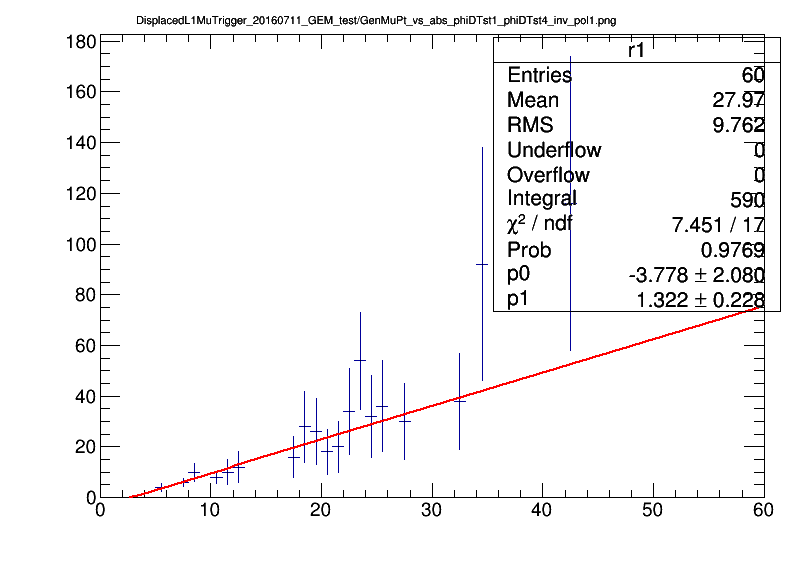 DisplacedL1MuTrigger_20160711_GEM_test/GenMuPt_vs_abs_phiDTst1_phiDTst4_inv_pol1.png
r1
Entries 60
Mean 27.97
RMS 9.762
Underflow 0
Overflow 0
Integral 590
χ² / ndf 7.451 / 17
Prob 0.9769
p0 -3.778 ± 2.080
p1 1.322 ± 0.228
180
160
140
120
100
80
60
40
20
0
0 10 20 30 40 50 60